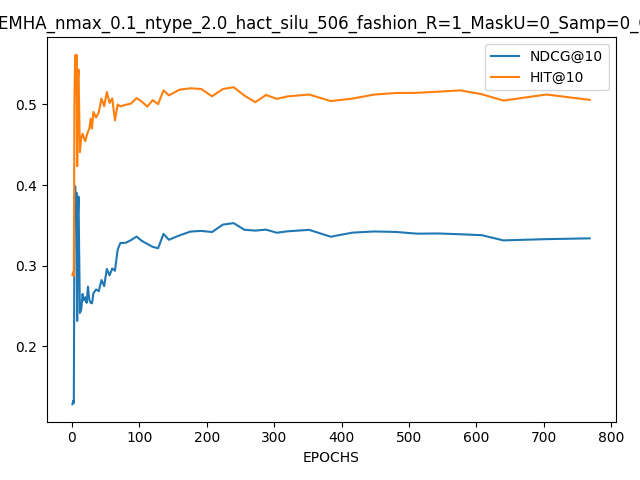 EMHA_nmax_0.1_ntype_2.0_hact_silu_506_fashion_R=1_MaskU=0_Samp=0_
NDCG@10
HIT@10
0.5
0.4
0.3
0.2
0 100 200 300 400 500 600 700 800
EPOCHS